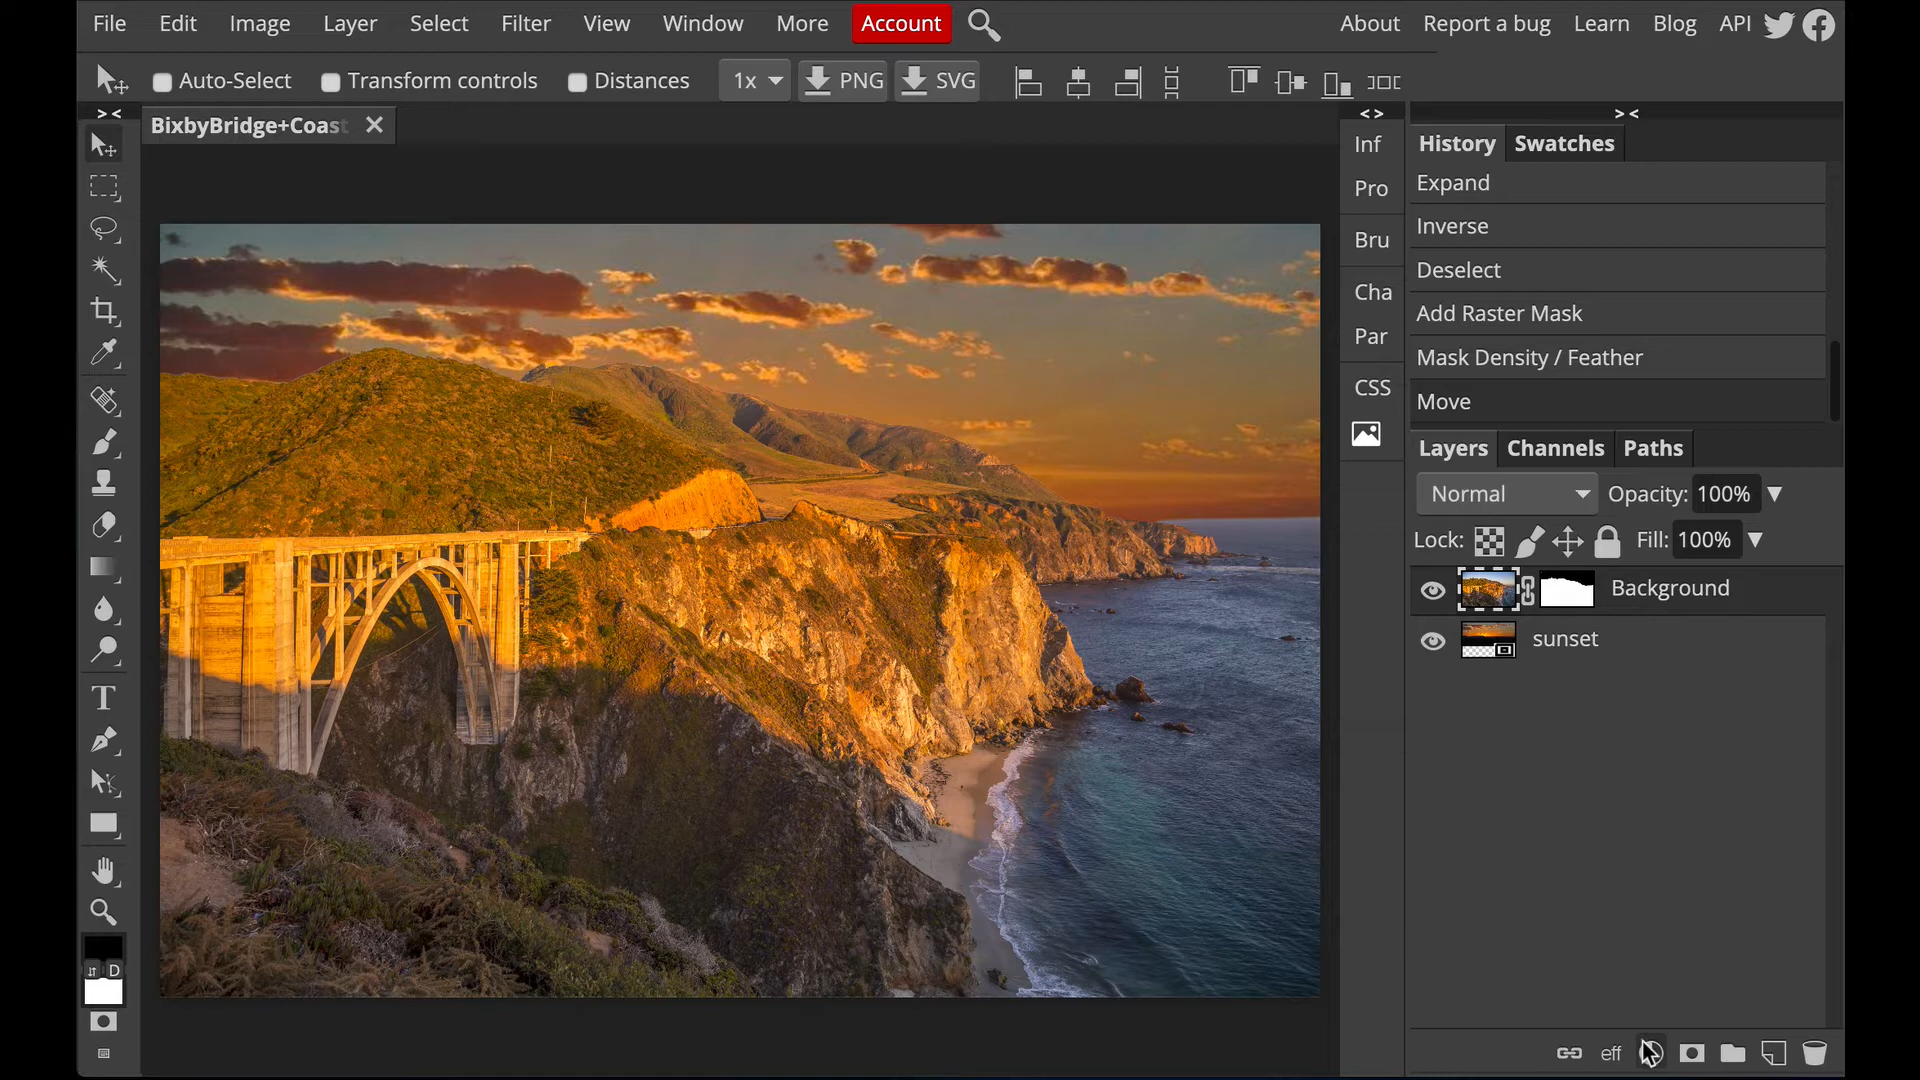 File Edit Image Layer Select Filter View Window More Account About Report a bug Learn Blog API
Auto-Select Transform controls Distances 1x PNG SVG
BixbyBridge+Coast
Inf
Pro
Bru
Cha
Par
CSS
History Swatches
Expand
Inverse
Deselect
Add Raster Mask
Mask Density / Feather
Move
Layers Channels Paths
Normal Opacity: 100%
Lock: Fill: 100%
Background
sunset
D
eff